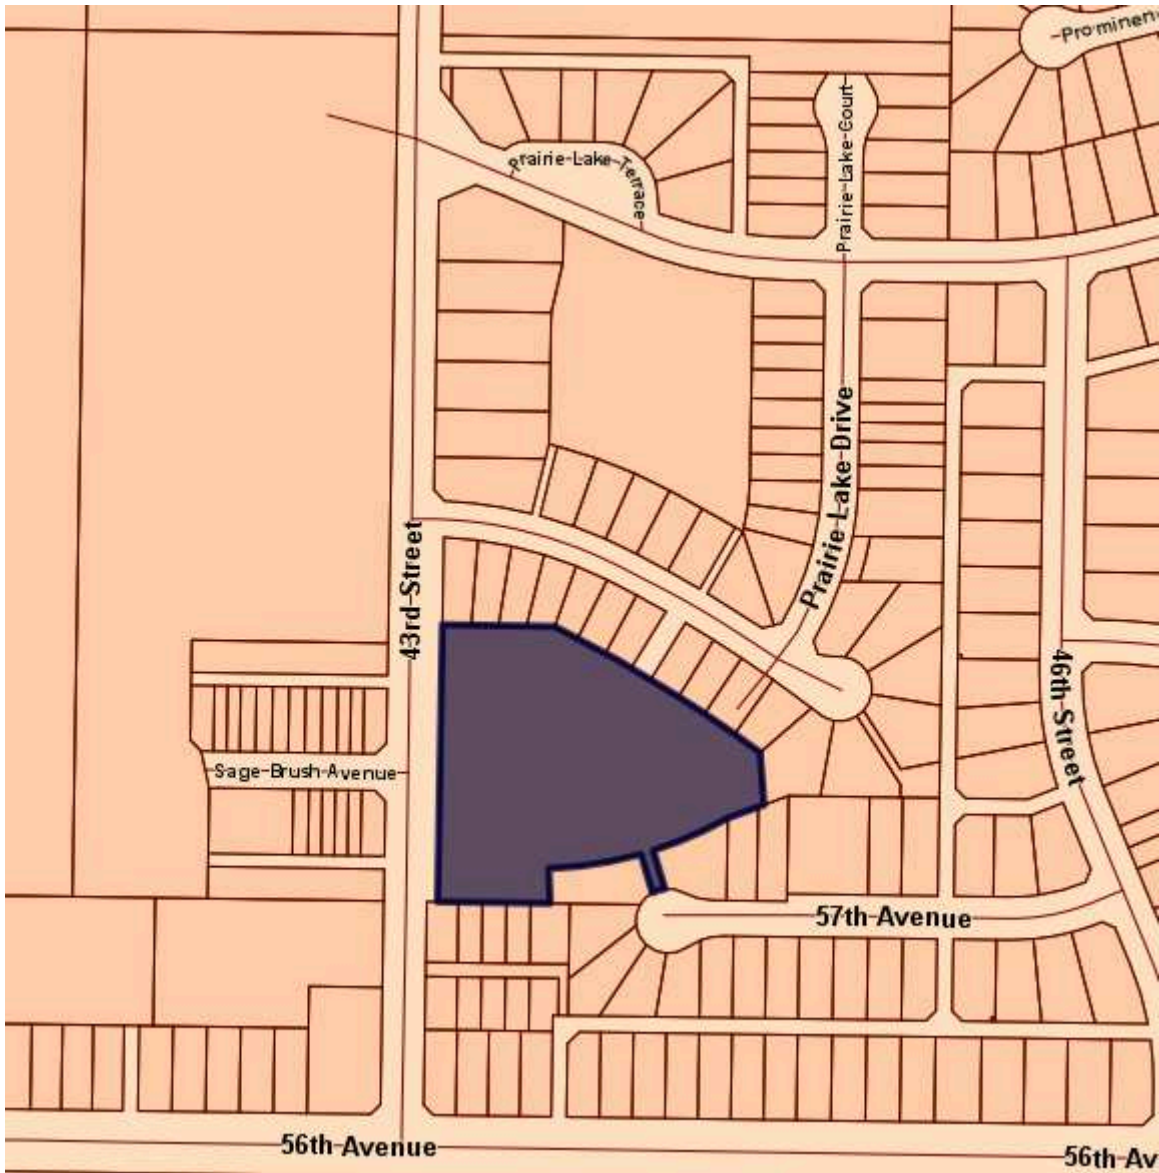 Prominen
Prairie-Lake-Court
Prairie-Lake-Terrace
Prairie-Lake-Drive
43rd-Street
46th-Street
Sage-Brush-Avenue
57th-Avenue
56th-Avenue
56th-Av